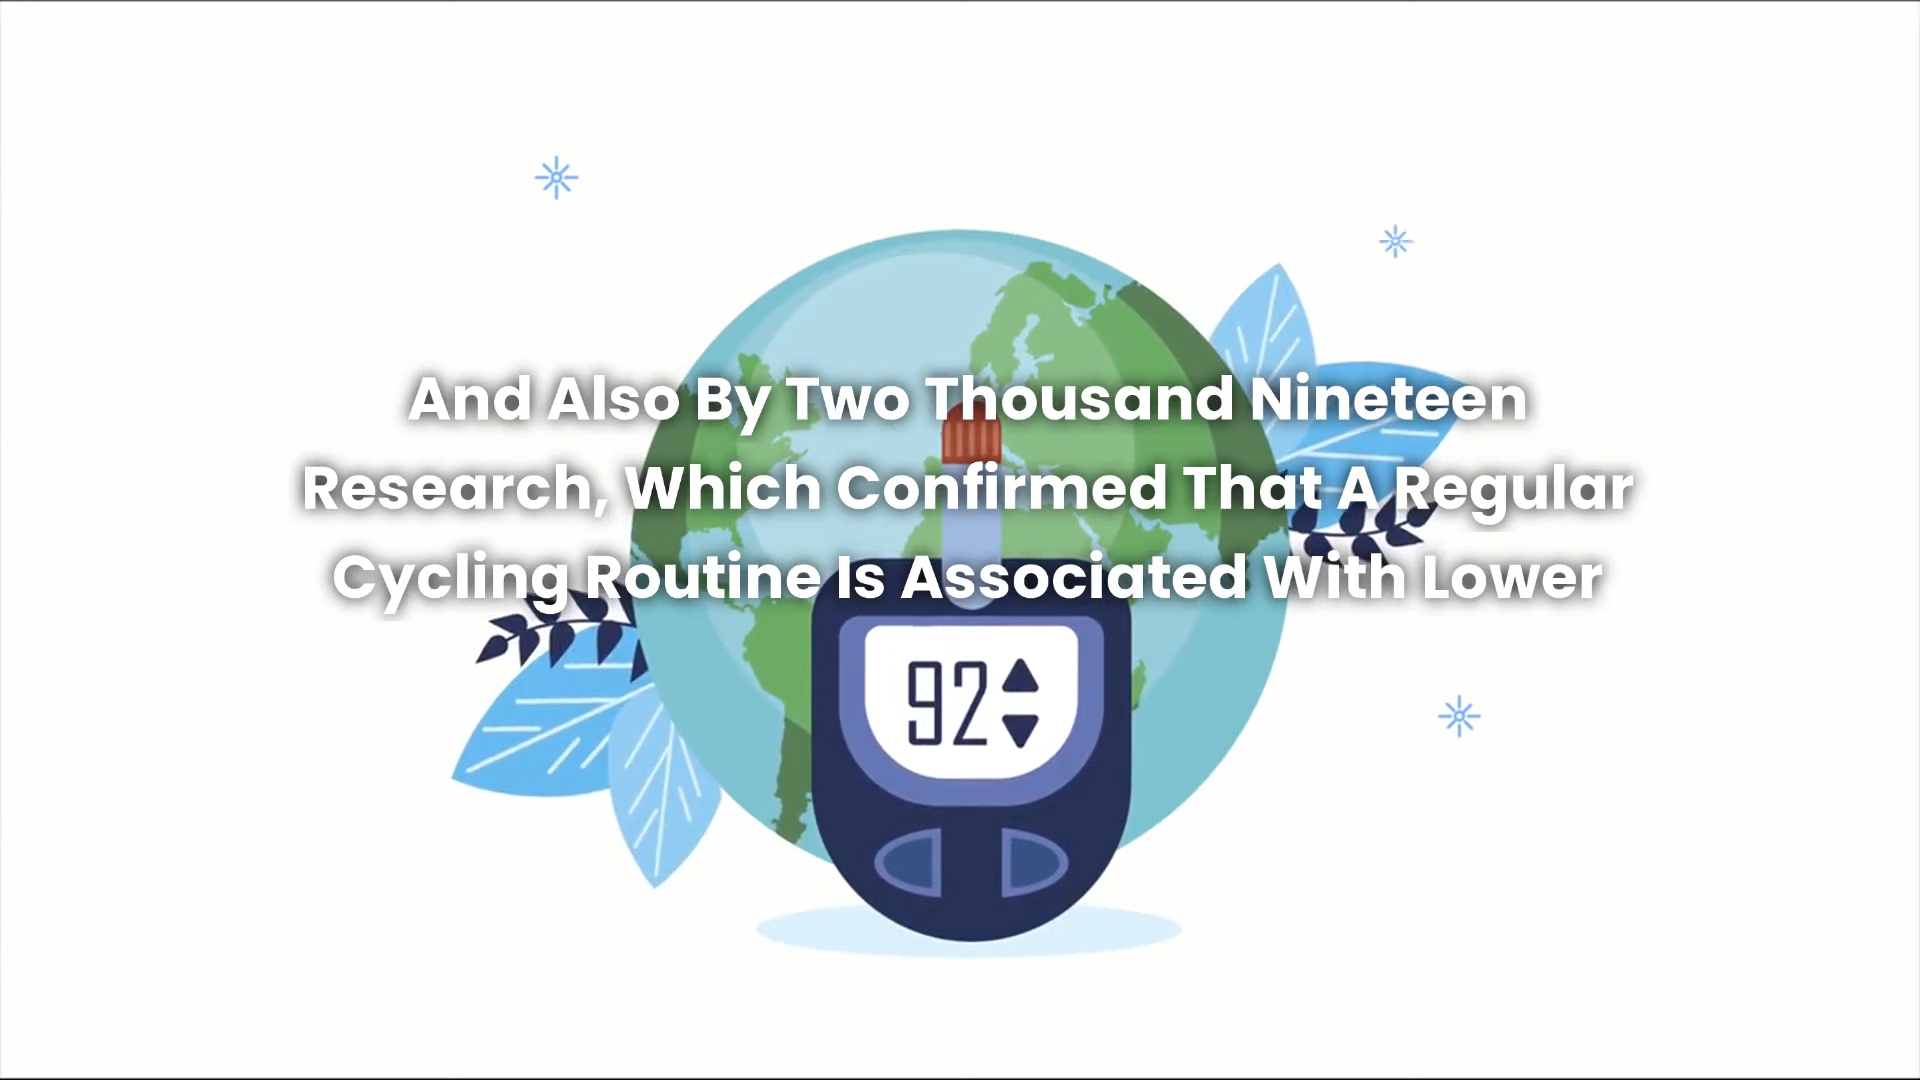 And Also By Two Thousand Nineteen
Research, Which Confirmed That A Regular
Cycling Routine Is Associated With Lower
92